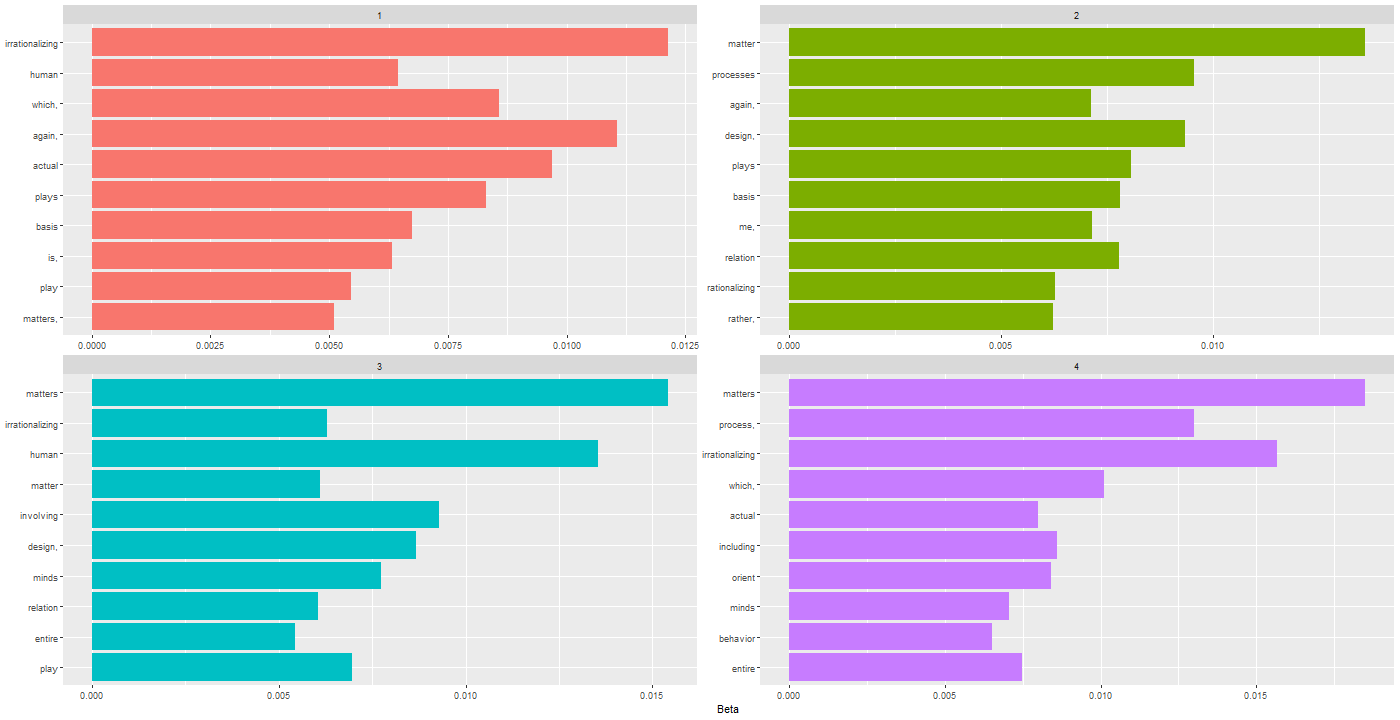 1
irrationalizing
human
which,
again,
actual
plays
basis
is,
play
matters,
0.0000 0.0025 0.0050 0.0075 0.0100 0.0125
2
matter
processes
again,
design,
plays
basis
me,
relation
rationalizing
rather,
0.000 0.005 0.010
3
matters
irrationalizing
human
matter
involving
design,
minds
relation
entire
play
0.000 0.005 0.010 0.015
4
matters
process,
irrationalizing
which,
actual
including
orient
minds
behavior
entire
0.000 0.005 0.010 0.015
Beta